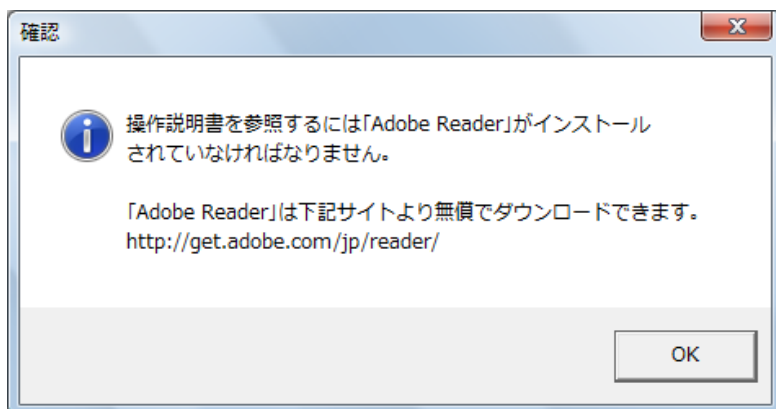 確認
操作説明書を参照するには「Adobe Reader」がインストール
されていなければなりません。
「Adobe Reader」は下記サイトより無償でダウンロードできます。
http://get.adobe.com/jp/reader/
OK